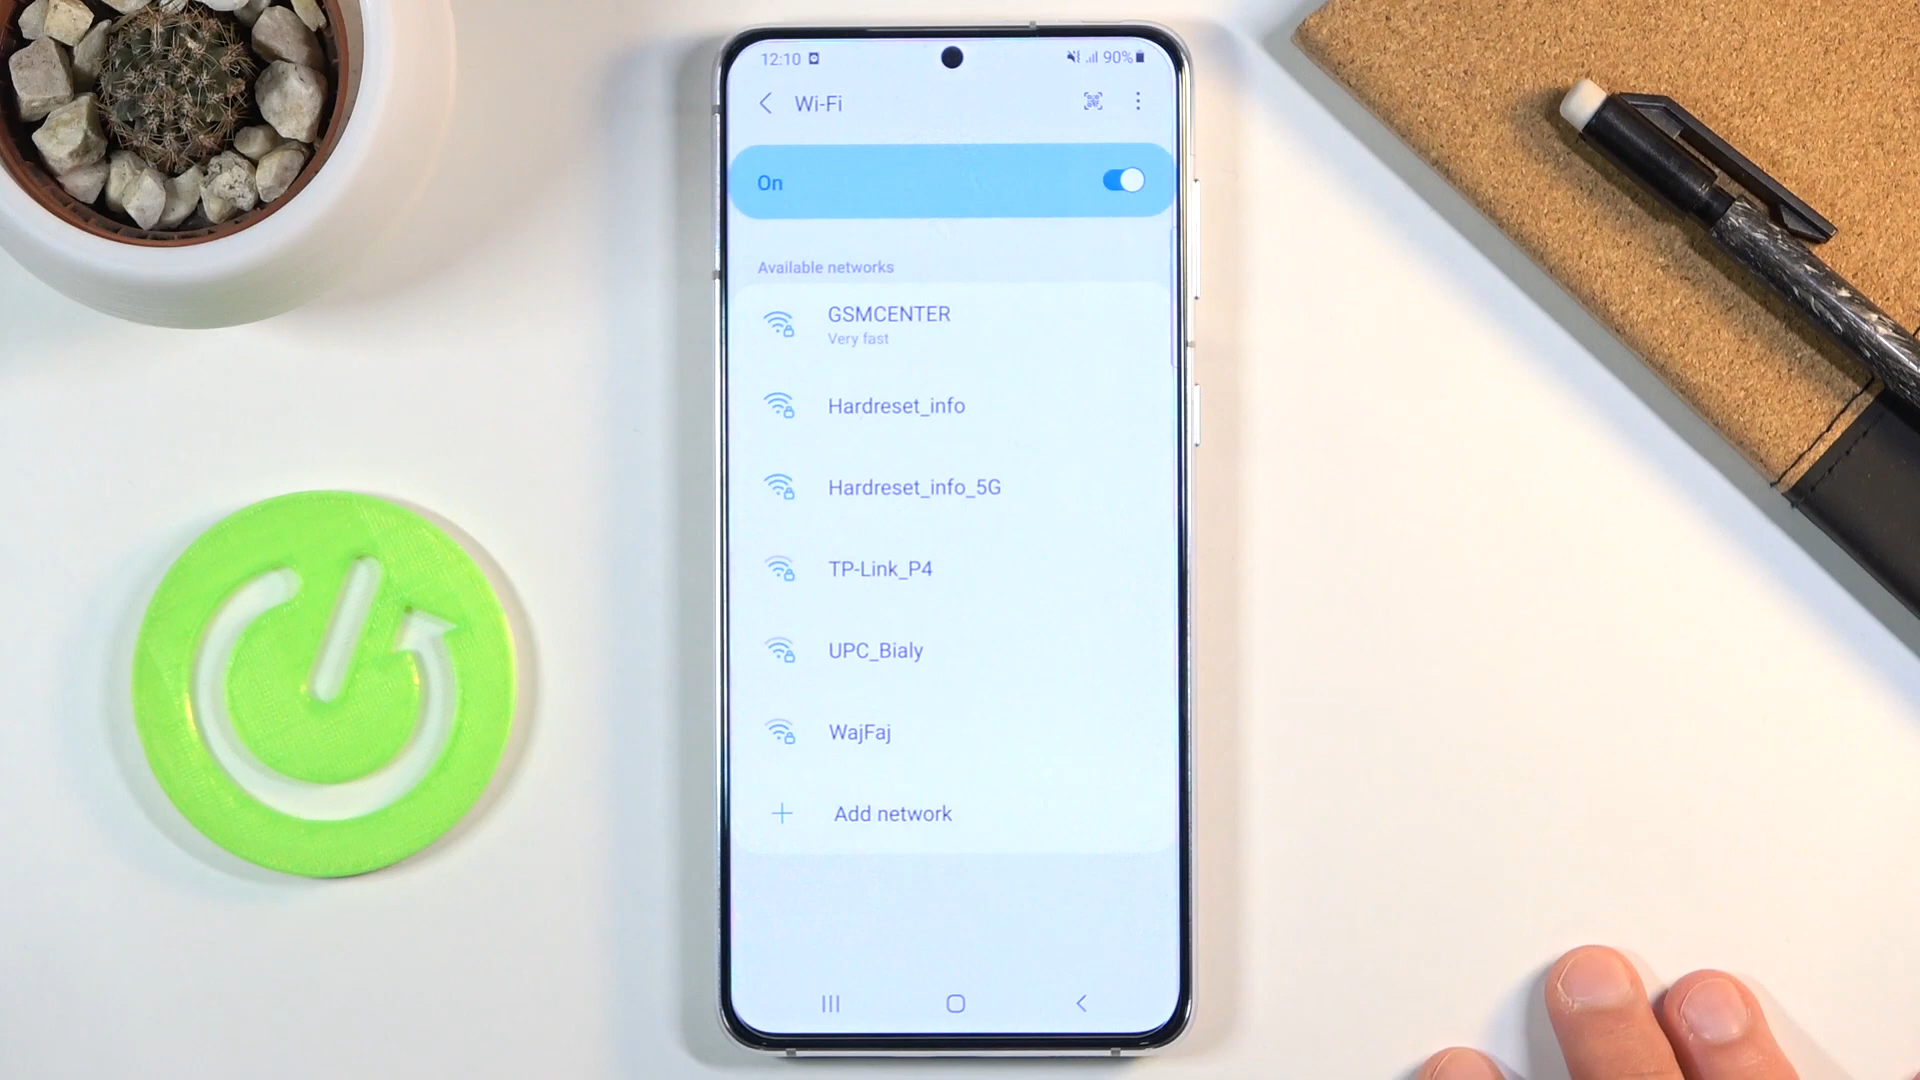 12:10 90%
Wi-Fi
On
Available networks
GSMCENTER
Very fast
Hardreset_info
Hardreset_info_5G
TP-Link_P4
UPC_Bialy
WajFaj
Add network